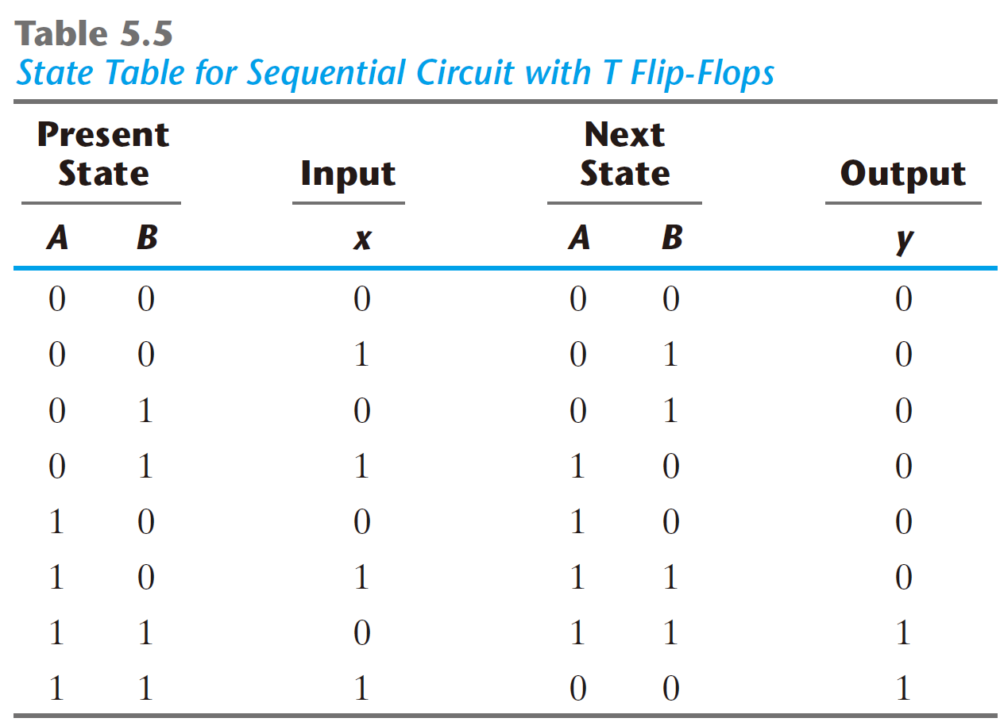 Table 5.5
State Table for Sequential Circuit with T Flip-Flops
Present State Input Next State Output
A B x A B y
0 0 0 0 0 0
0 0 1 0 1 0
0 1 0 0 1 0
0 1 1 1 0 0
1 0 0 1 0 0
1 0 1 1 1 0
1 1 0 1 1 1
1 1 1 0 0 1